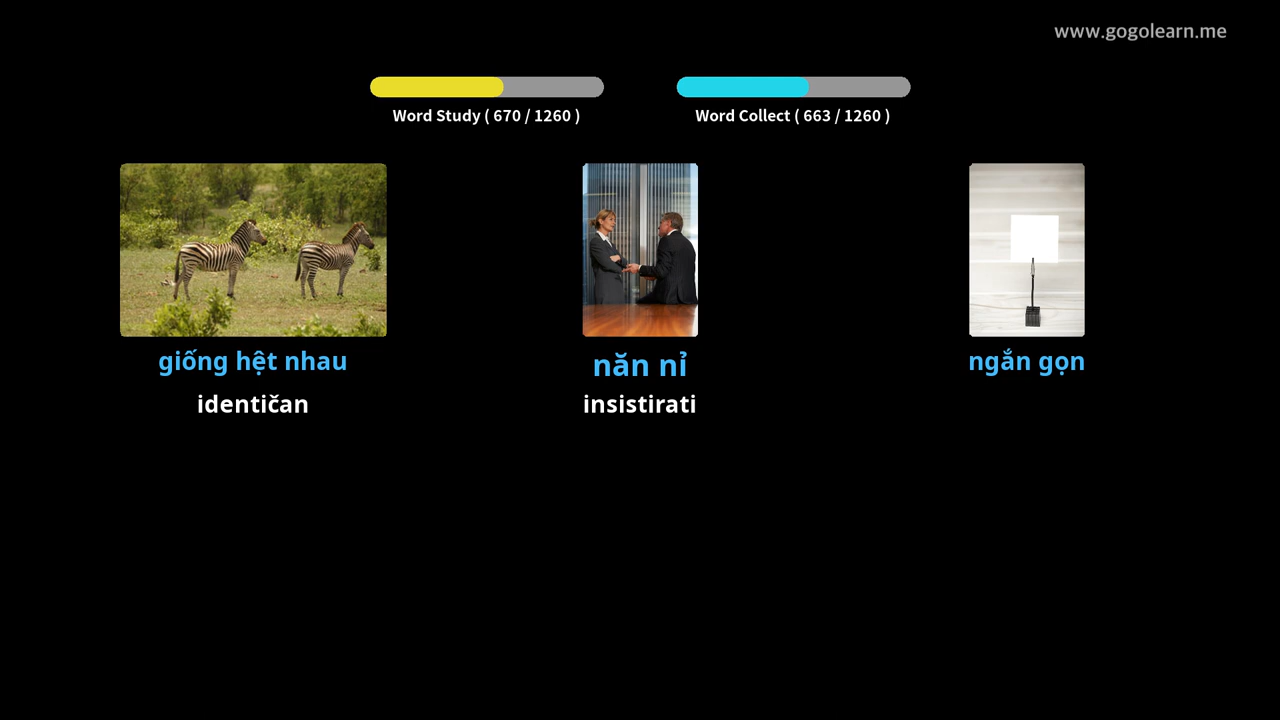 www.gogolearn.me
Word Study ( 670 / 1260 )
Word Collect ( 663 / 1260 )
giống hệt nhau
năn nỉ
ngắn gọn
identičan
insistirati